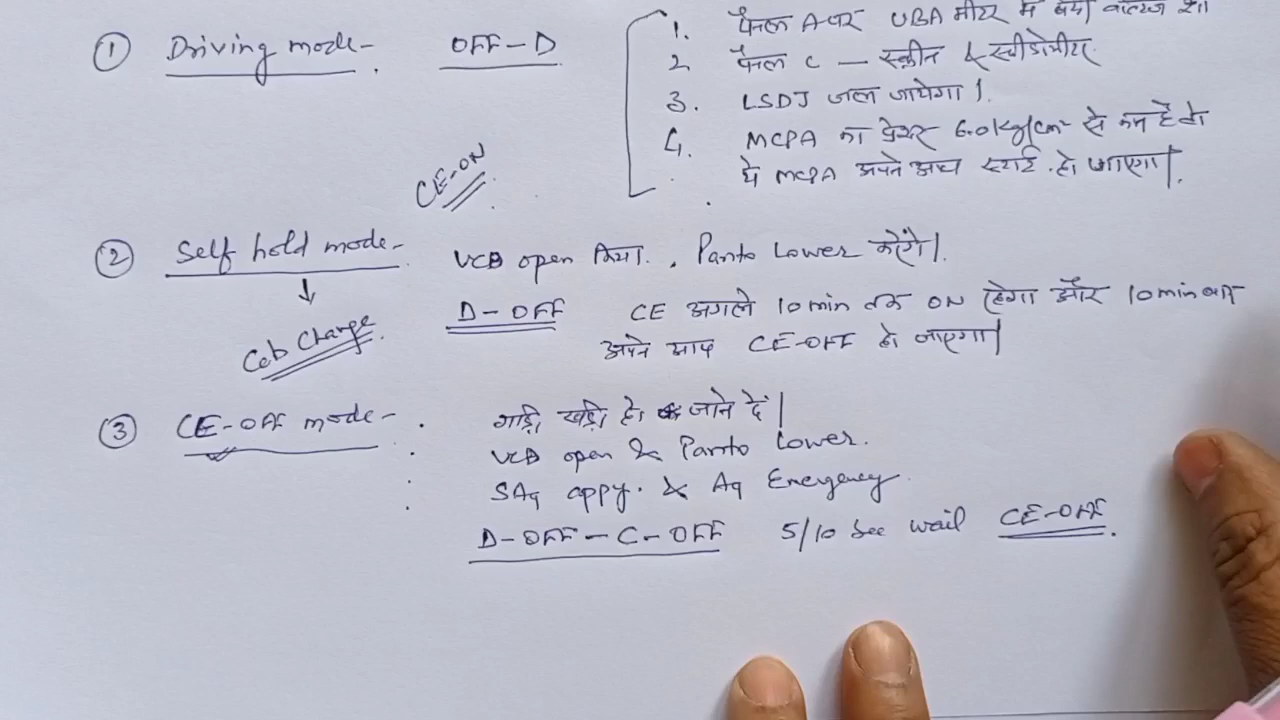 ① Driving mode - OFF - D
1. पैनल A पर UBA मीटर में
2. पैनल C — स्क्रीन & स्पीडोमीटर
3. LSDJ जल जायेगा।
4. MCPA का प्रेशर 6.0kg/cm² से कम है तो
ये MCPA अपने आप स्टार्ट हो जाएगा।
CE-ON
② Self hold mode - VCB open किया. , Panto Lower करेंगे।
D - OFF CE अगले 10 min तक ON रहेगा और 10 min बाद
अपने आप CE-OFF हो जाएगा।
Cab Change
③ CE-OFF mode - गाड़ी खड़ी हो जाने दें।
VCB open & Panto Lower.
SA9 appy. & A9 Emergency
D-OFF - C-OFF 5/10 Sec wait CE-OFF.